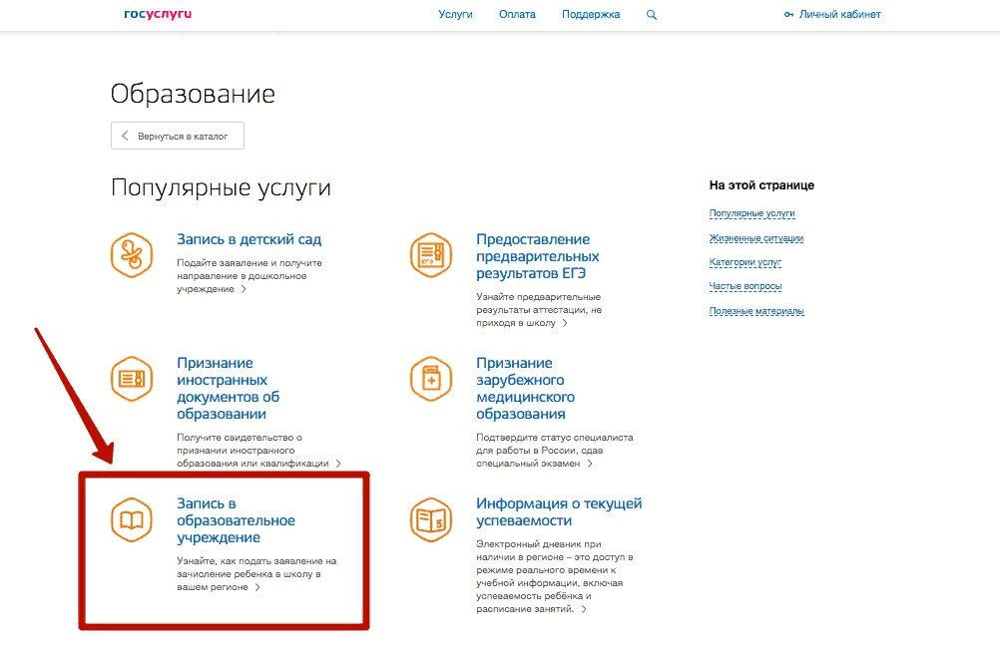 госуслуги
Услуги
Оплата
Поддержка
Личный кабинет
Образование
Вернуться в каталог
Популярные услуги
Запись в детский сад
Подайте заявление и получите
направление в дошкольное
учреждение
Предоставление
предварительных
результатов ЕГЭ
ЕГЭ
Узнайте предварительные
результаты аттестации, не
приходя в школу
Признание
иностранных
документов об
образовании
Получите свидетельство о
признании иностранного
образования или квалификации
Признание
зарубежного
медицинского
образования
Подтвердите статус специалиста
для работы в России, сдав
специальный экзамен
Запись в
образовательное
учреждение
Узнайте, как подать заявление на
зачисление ребенка в школу в
вашем регионе
Информация о текущей
успеваемости
5
Электронный дневник при
наличии в регионе – это доступ в
режиме реального времени к
учебной информации, включая
успеваемость ребёнка и
расписание занятий.
На этой странице
Популярные услуги
Жизненные ситуации
Категории услуг
Частые вопросы
Полезные материалы